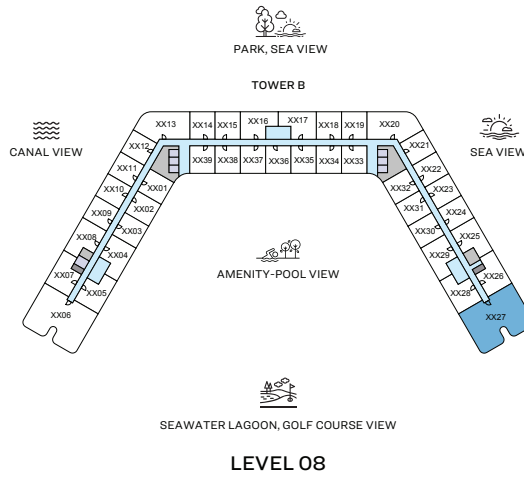 PARK, SEA VIEW
TOWER B
CANAL VIEW
SEA VIEW
XX13
XX14
XX15
XX16
XX17
XX18
XX19
XX20
XX12
XX39
XX38
XX37
XX36
XX35
XX34
XX33
XX21
XX11
XX01
XX32
XX22
XX10
XX02
XX31
XX23
XX09
XX03
XX30
XX24
XX08
XX04
XX29
XX25
XX07
XX05
XX28
XX26
XX06
XX27
AMENITY-POOL VIEW
SEAWATER LAGOON, GOLF COURSE VIEW
LEVEL 08